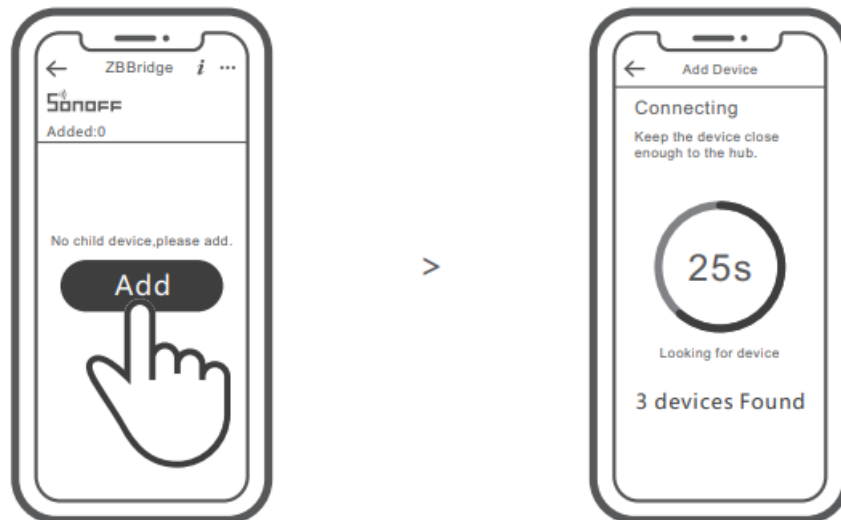 ZBBridge i ...
SONOFF
Added:0
No child device,please add.
Add
>
Add Device
Connecting
Keep the device close
enough to the hub.
25s
Looking for device
3 devices Found